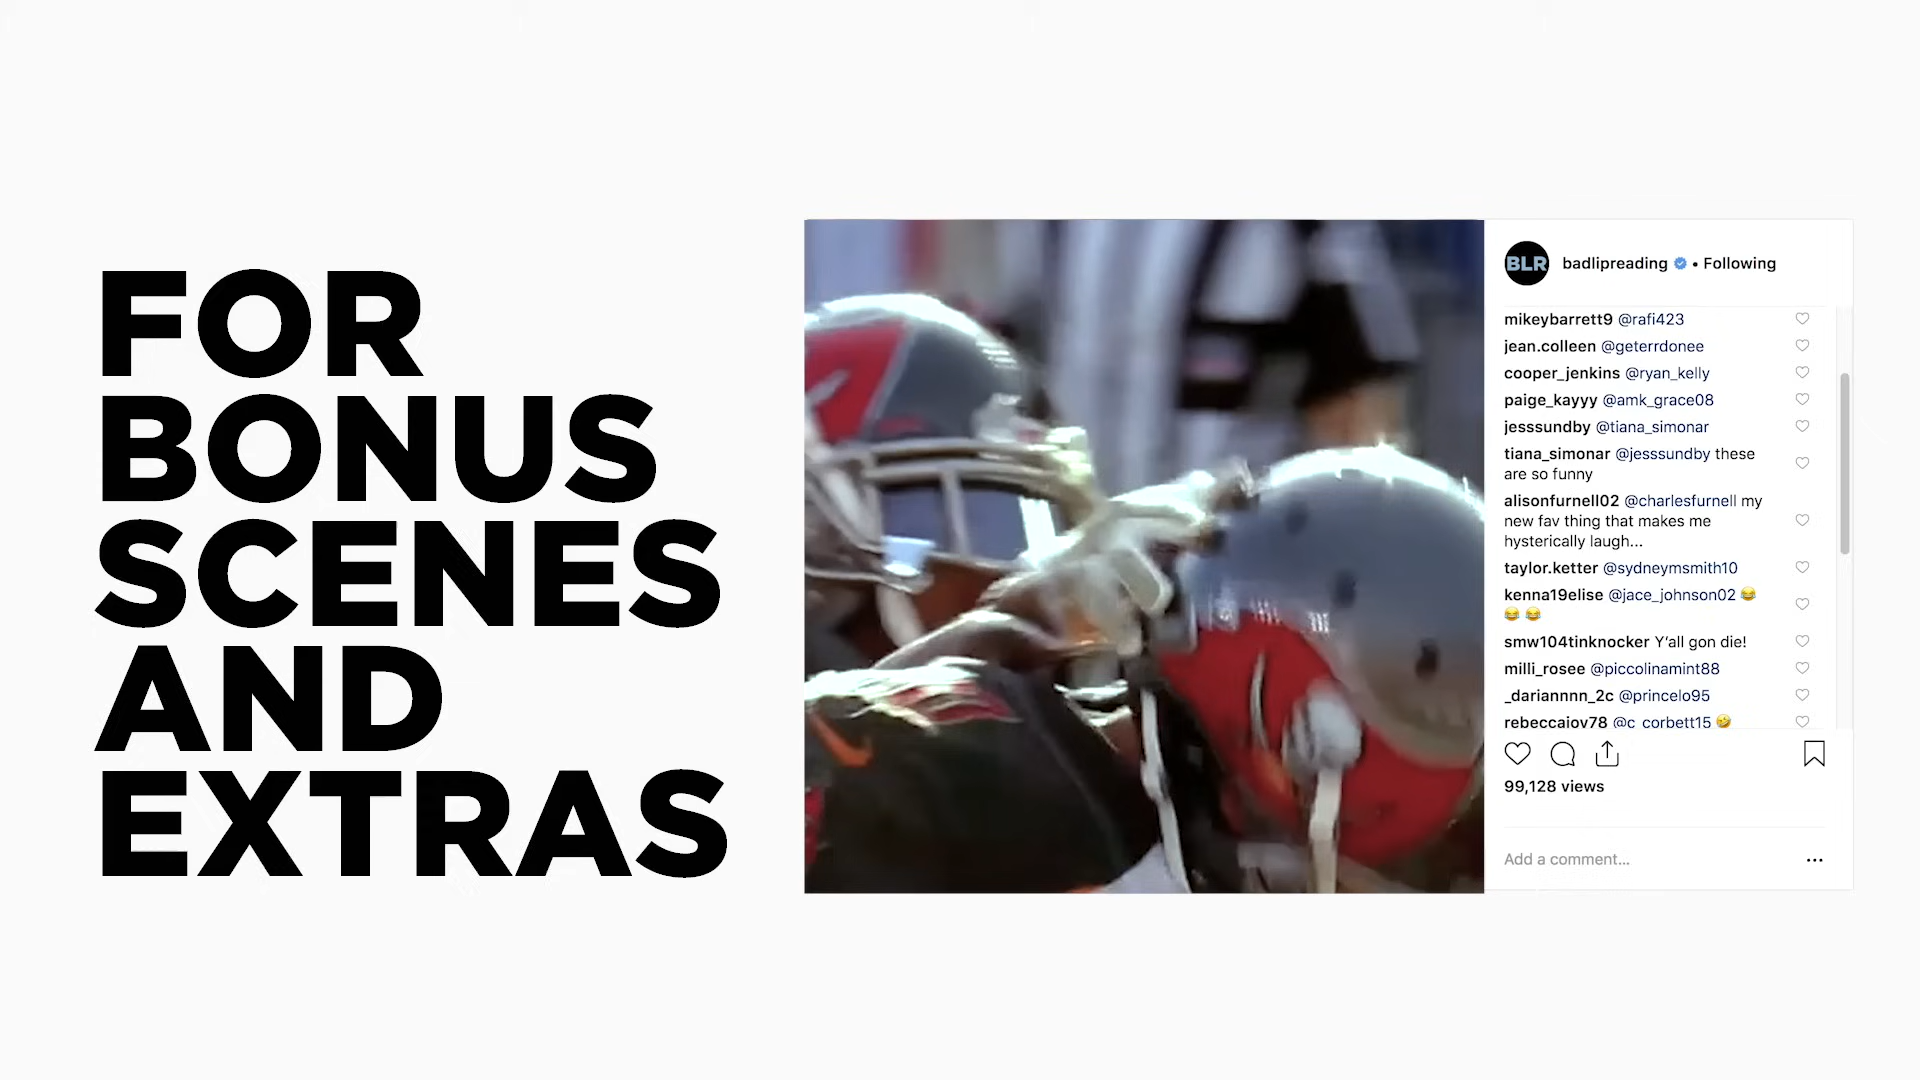 FOR
BONUS
SCENES
AND
EXTRAS
BLR badlipreading • Following
mikeybarrett9 @rafi423
jean.colleen @geterrdonee
cooper_jenkins @ryan_kelly
paige_kayyy @amk_grace08
jesssundby @tiana_simonar
tiana_simonar @jesssundby these
are so funny
alisonfurnell02 @charlesfurnell my
new fav thing that makes me
hysterically laugh...
taylor.ketter @sydneymsmith10
kenna19elise @jace_johnson02 😂
😂 😂
smw104tinknocker Y'all gon die!
milli_rosee @piccolinamint88
_dariannnn_2c @princelo95
rebeccaiov78 @c_corbett15 🤣
99,128 views
Add a comment...